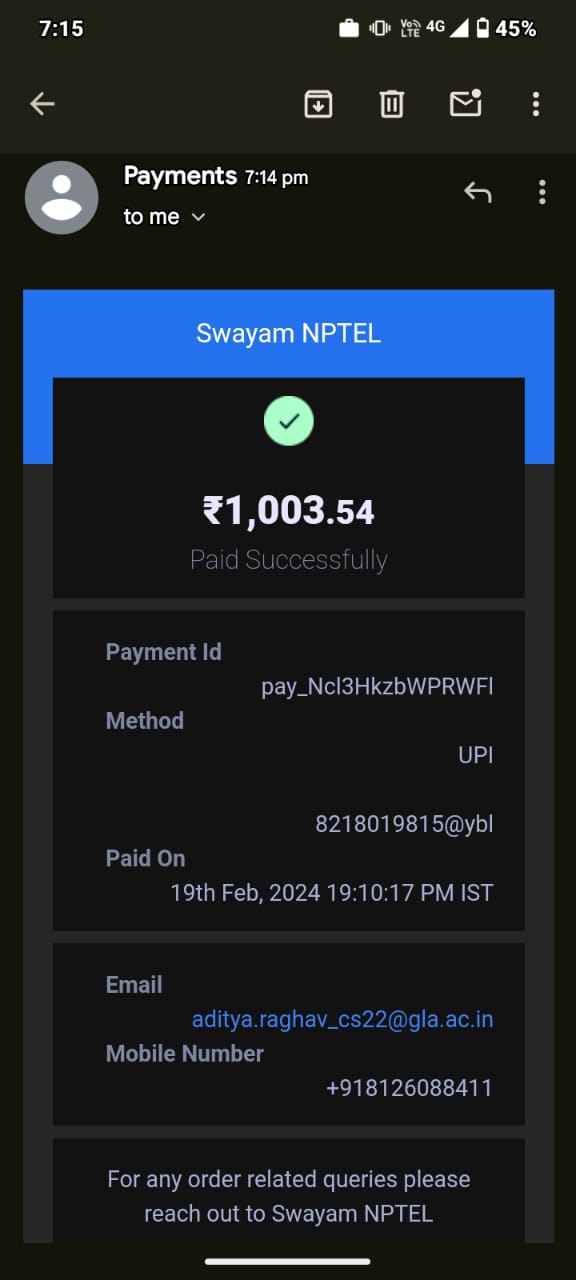 7:15
Vo) LTE 4G 45%
Payments 7:14 pm
to me
Swayam NPTEL
₹1,003.54
Paid Successfully
Payment Id
pay_Ncl3HkzbWPRWFl
Method
UPI
8218019815@ybl
Paid On
19th Feb, 2024 19:10:17 PM IST
Email
aditya.raghav_cs22@gla.ac.in
Mobile Number
+918126088411
For any order related queries please
reach out to Swayam NPTEL